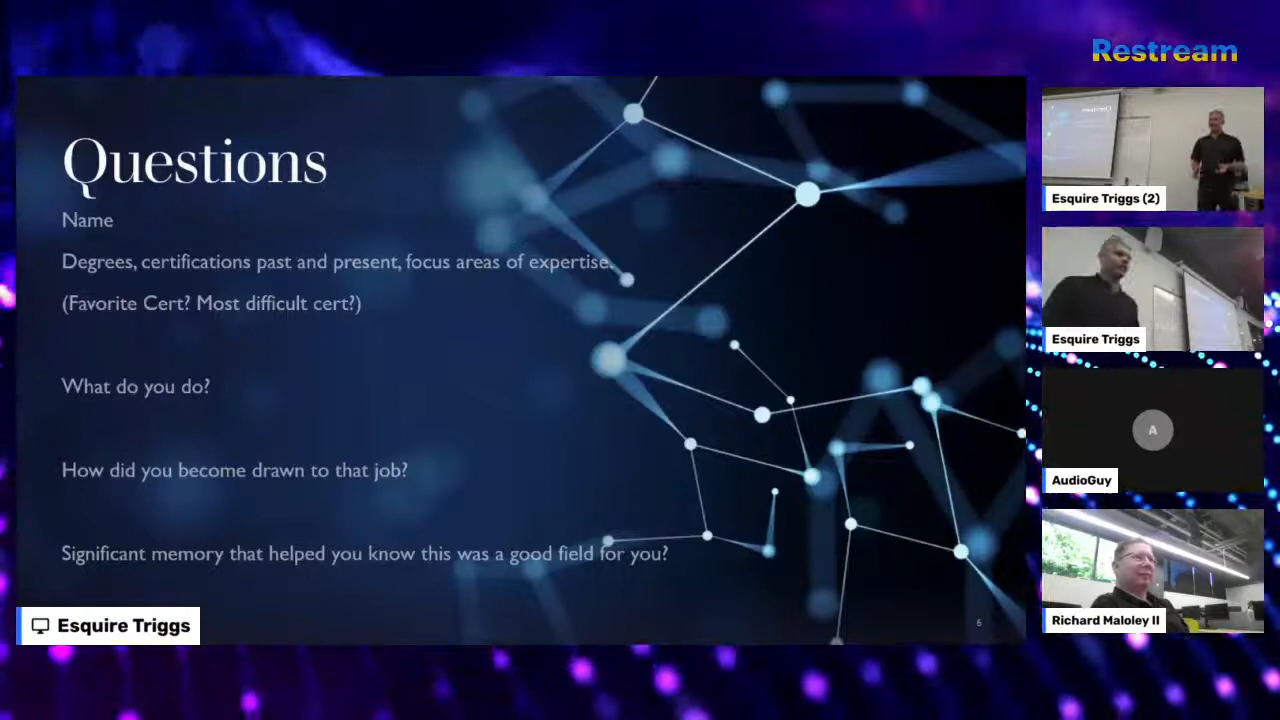 Restream
Questions
Name
Degrees, certifications past and present, focus areas of expertise.
(Favorite Cert? Most difficult cert?)
What do you do?
How did you become drawn to that job?
Significant memory that helped you know this was a good field for you?
6
Esquire Triggs
Esquire Triggs (2)
Esquire Triggs
A
AudioGuy
Richard Maloley II